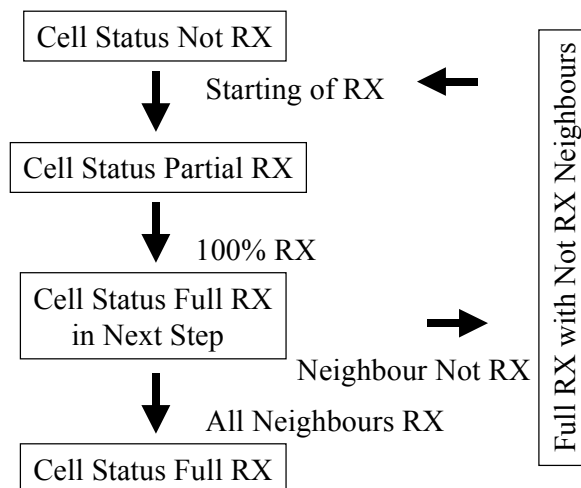 Cell Status Not RX
Starting of RX
Cell Status Partial RX
100% RX
Cell Status Full RX
in Next Step
Neighbour Not RX
All Neighbours RX
Cell Status Full RX
Full RX with Not RX Neighbours